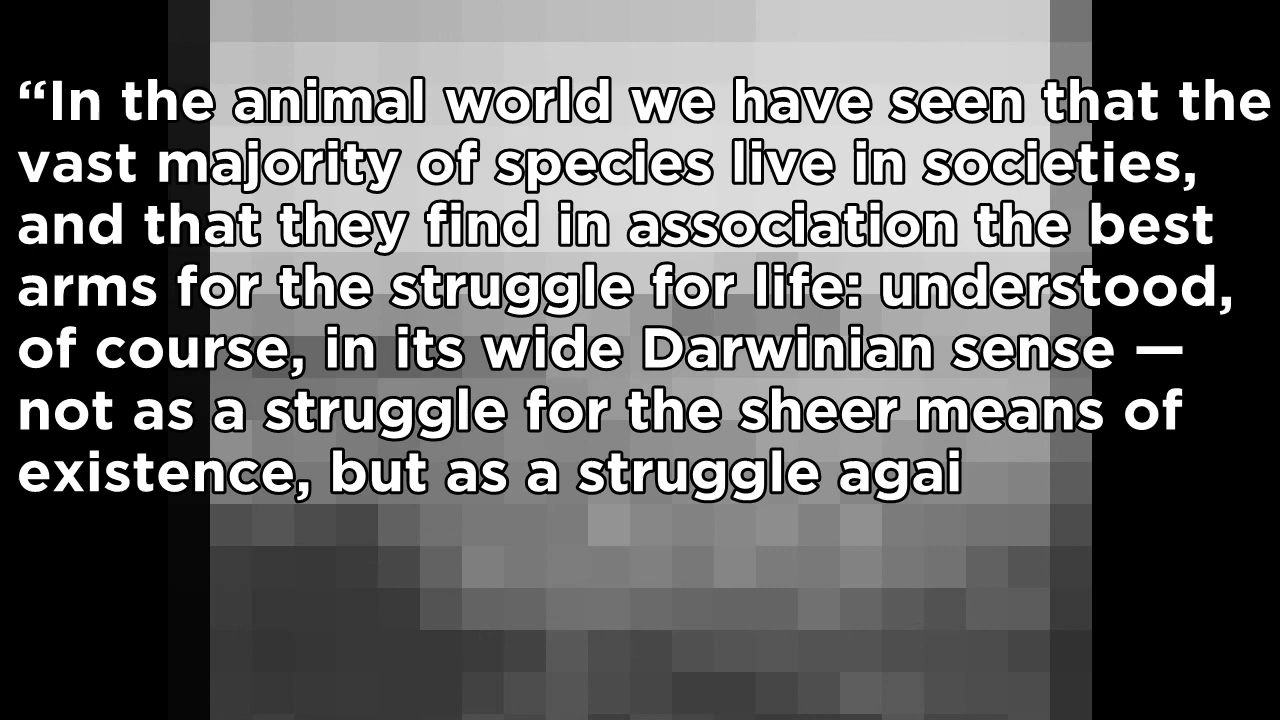 “In the animal world we have seen that the
vast majority of species live in societies,
and that they find in association the best
arms for the struggle for life: understood,
of course, in its wide Darwinian sense —
not as a struggle for the sheer means of
existence, but as a struggle agai